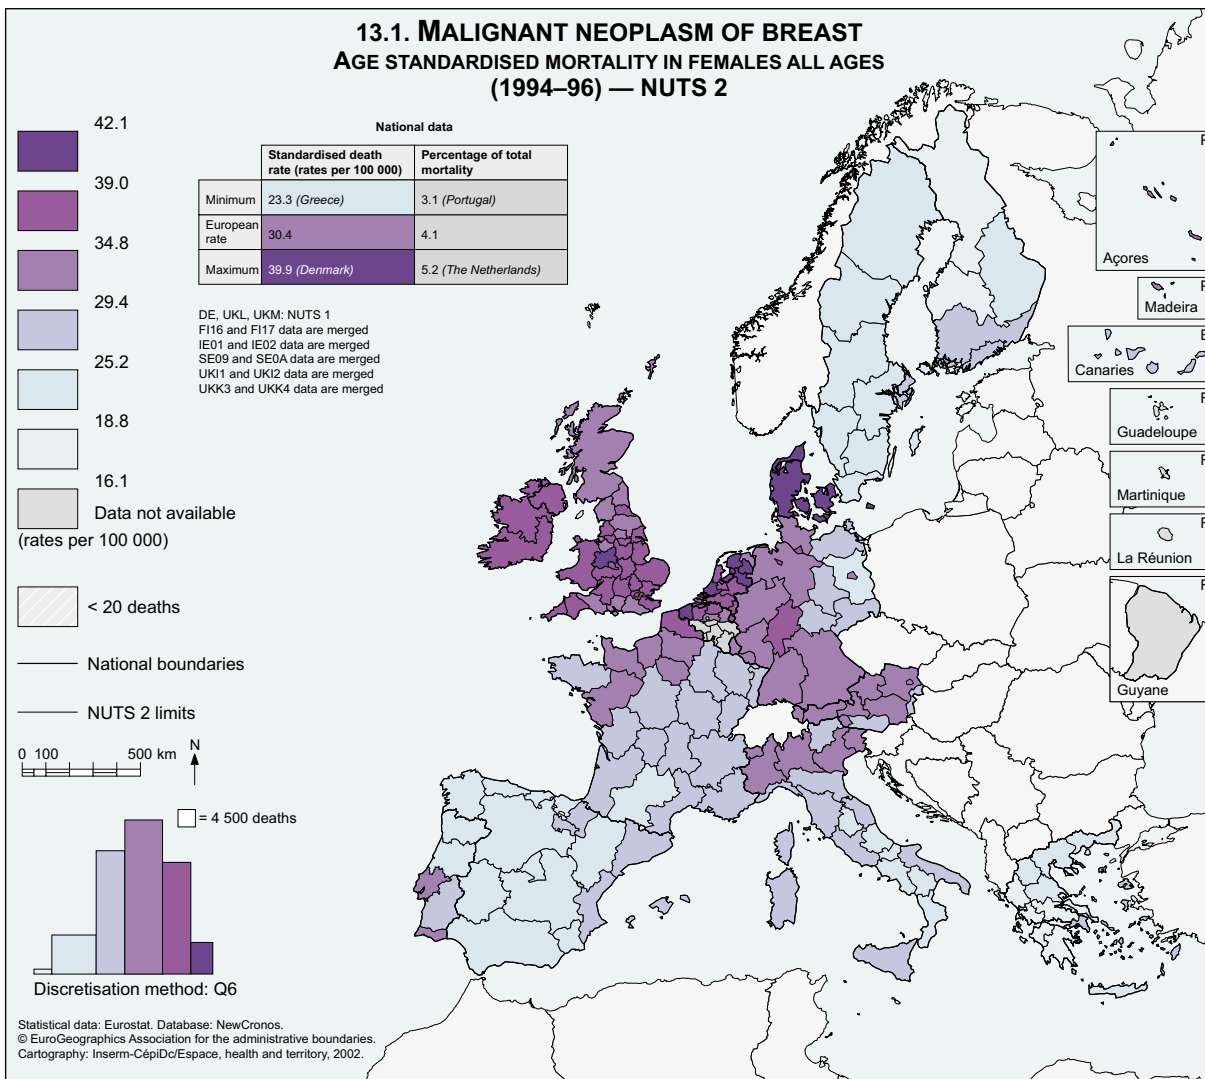 13.1. MALIGNANT NEOPLASM OF BREAST
AGE STANDARDISED MORTALITY IN FEMALES ALL AGES
(1994–96) — NUTS 2
42.1
39.0
34.8
29.4
25.2
18.8
16.1
Data not available
(rates per 100 000)
< 20 deaths
National boundaries
NUTS 2 limits
0 100 500 km
N
= 4 500 deaths
Discretisation method: Q6
National data
Standardised death rate (rates per 100 000) Percentage of total mortality
Minimum 23.3 (Greece) 3.1 (Portugal)
European rate 30.4 4.1
Maximum 39.9 (Denmark) 5.2 (The Netherlands)
DE, UKL, UKM: NUTS 1
FI16 and FI17 data are merged
IE01 and IE02 data are merged
SE09 and SE0A data are merged
UKI1 and UKI2 data are merged
UKK3 and UKK4 data are merged
Açores
Madeira
Canaries
Guadeloupe
Martinique
La Réunion
Guyane
Statistical data: Eurostat. Database: NewCronos.
© EuroGeographics Association for the administrative boundaries.
Cartography: Inserm-CépiDc/Espace, health and territory, 2002.